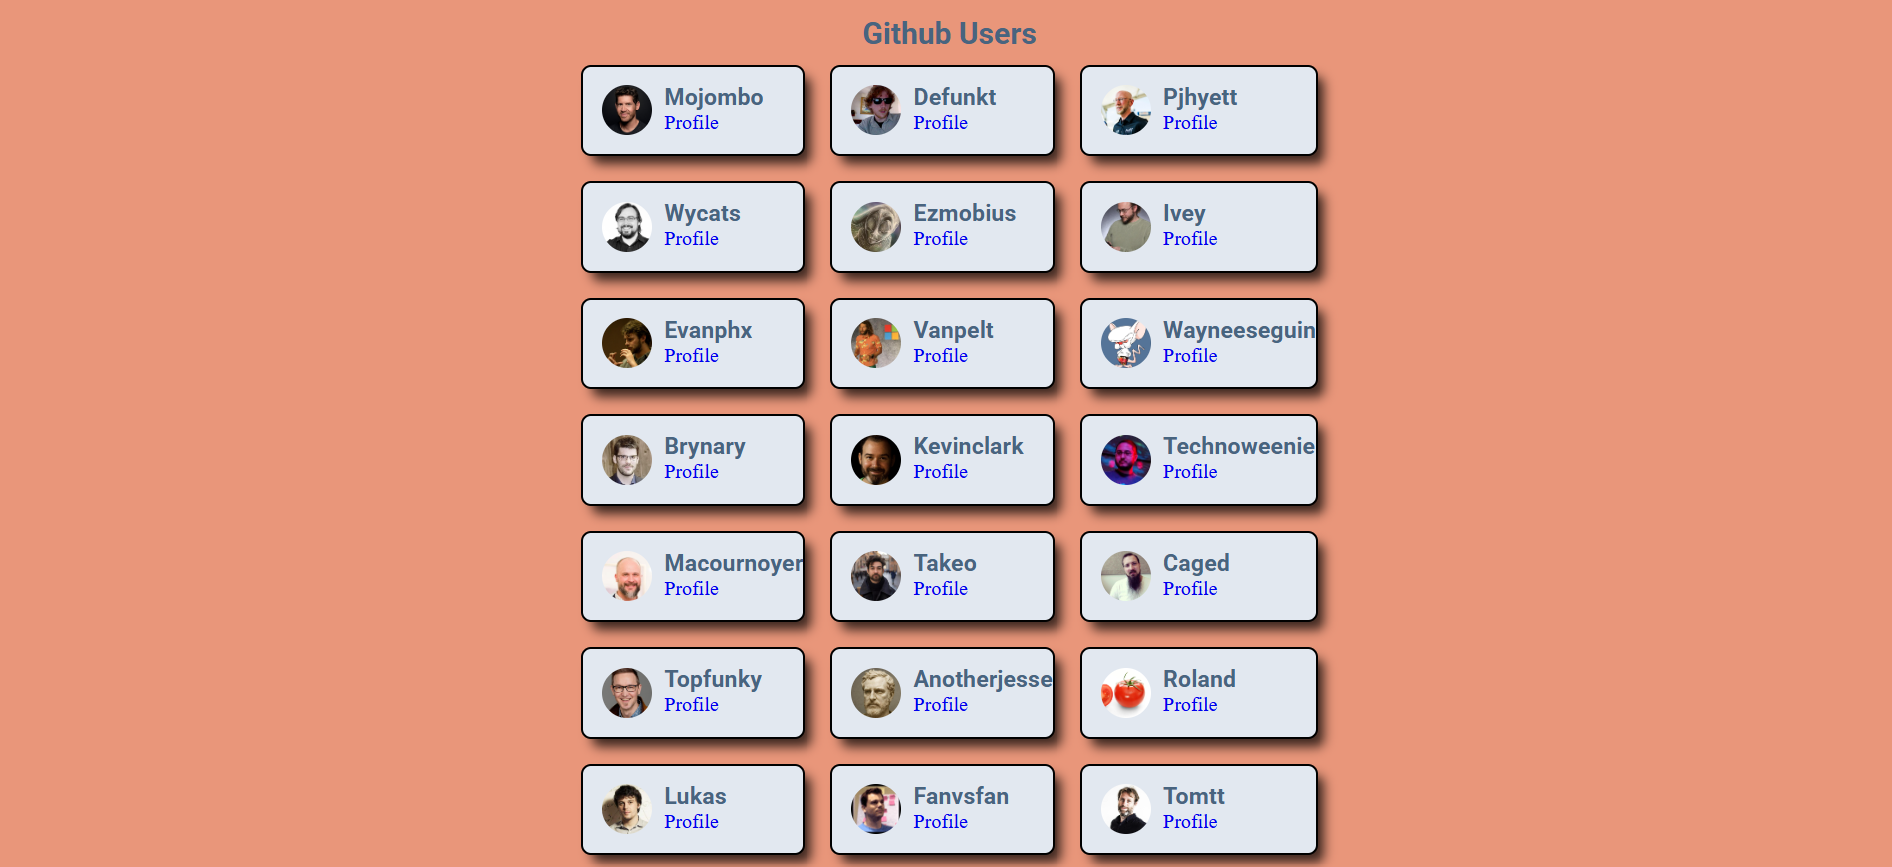 Github Users
Mojombo
Profile
Defunkt
Profile
Pjhyett
Profile
Wycats
Profile
Ezmobius
Profile
Ivey
Profile
Evanphx
Profile
Vanpelt
Profile
Wayneeseguin
Profile
Brynary
Profile
Kevinclark
Profile
Technoweenie
Profile
Macournoyer
Profile
Takeo
Profile
Caged
Profile
Topfunky
Profile
Anotherjesse
Profile
Roland
Profile
Lukas
Profile
Fanvsfan
Profile
Tomtt
Profile